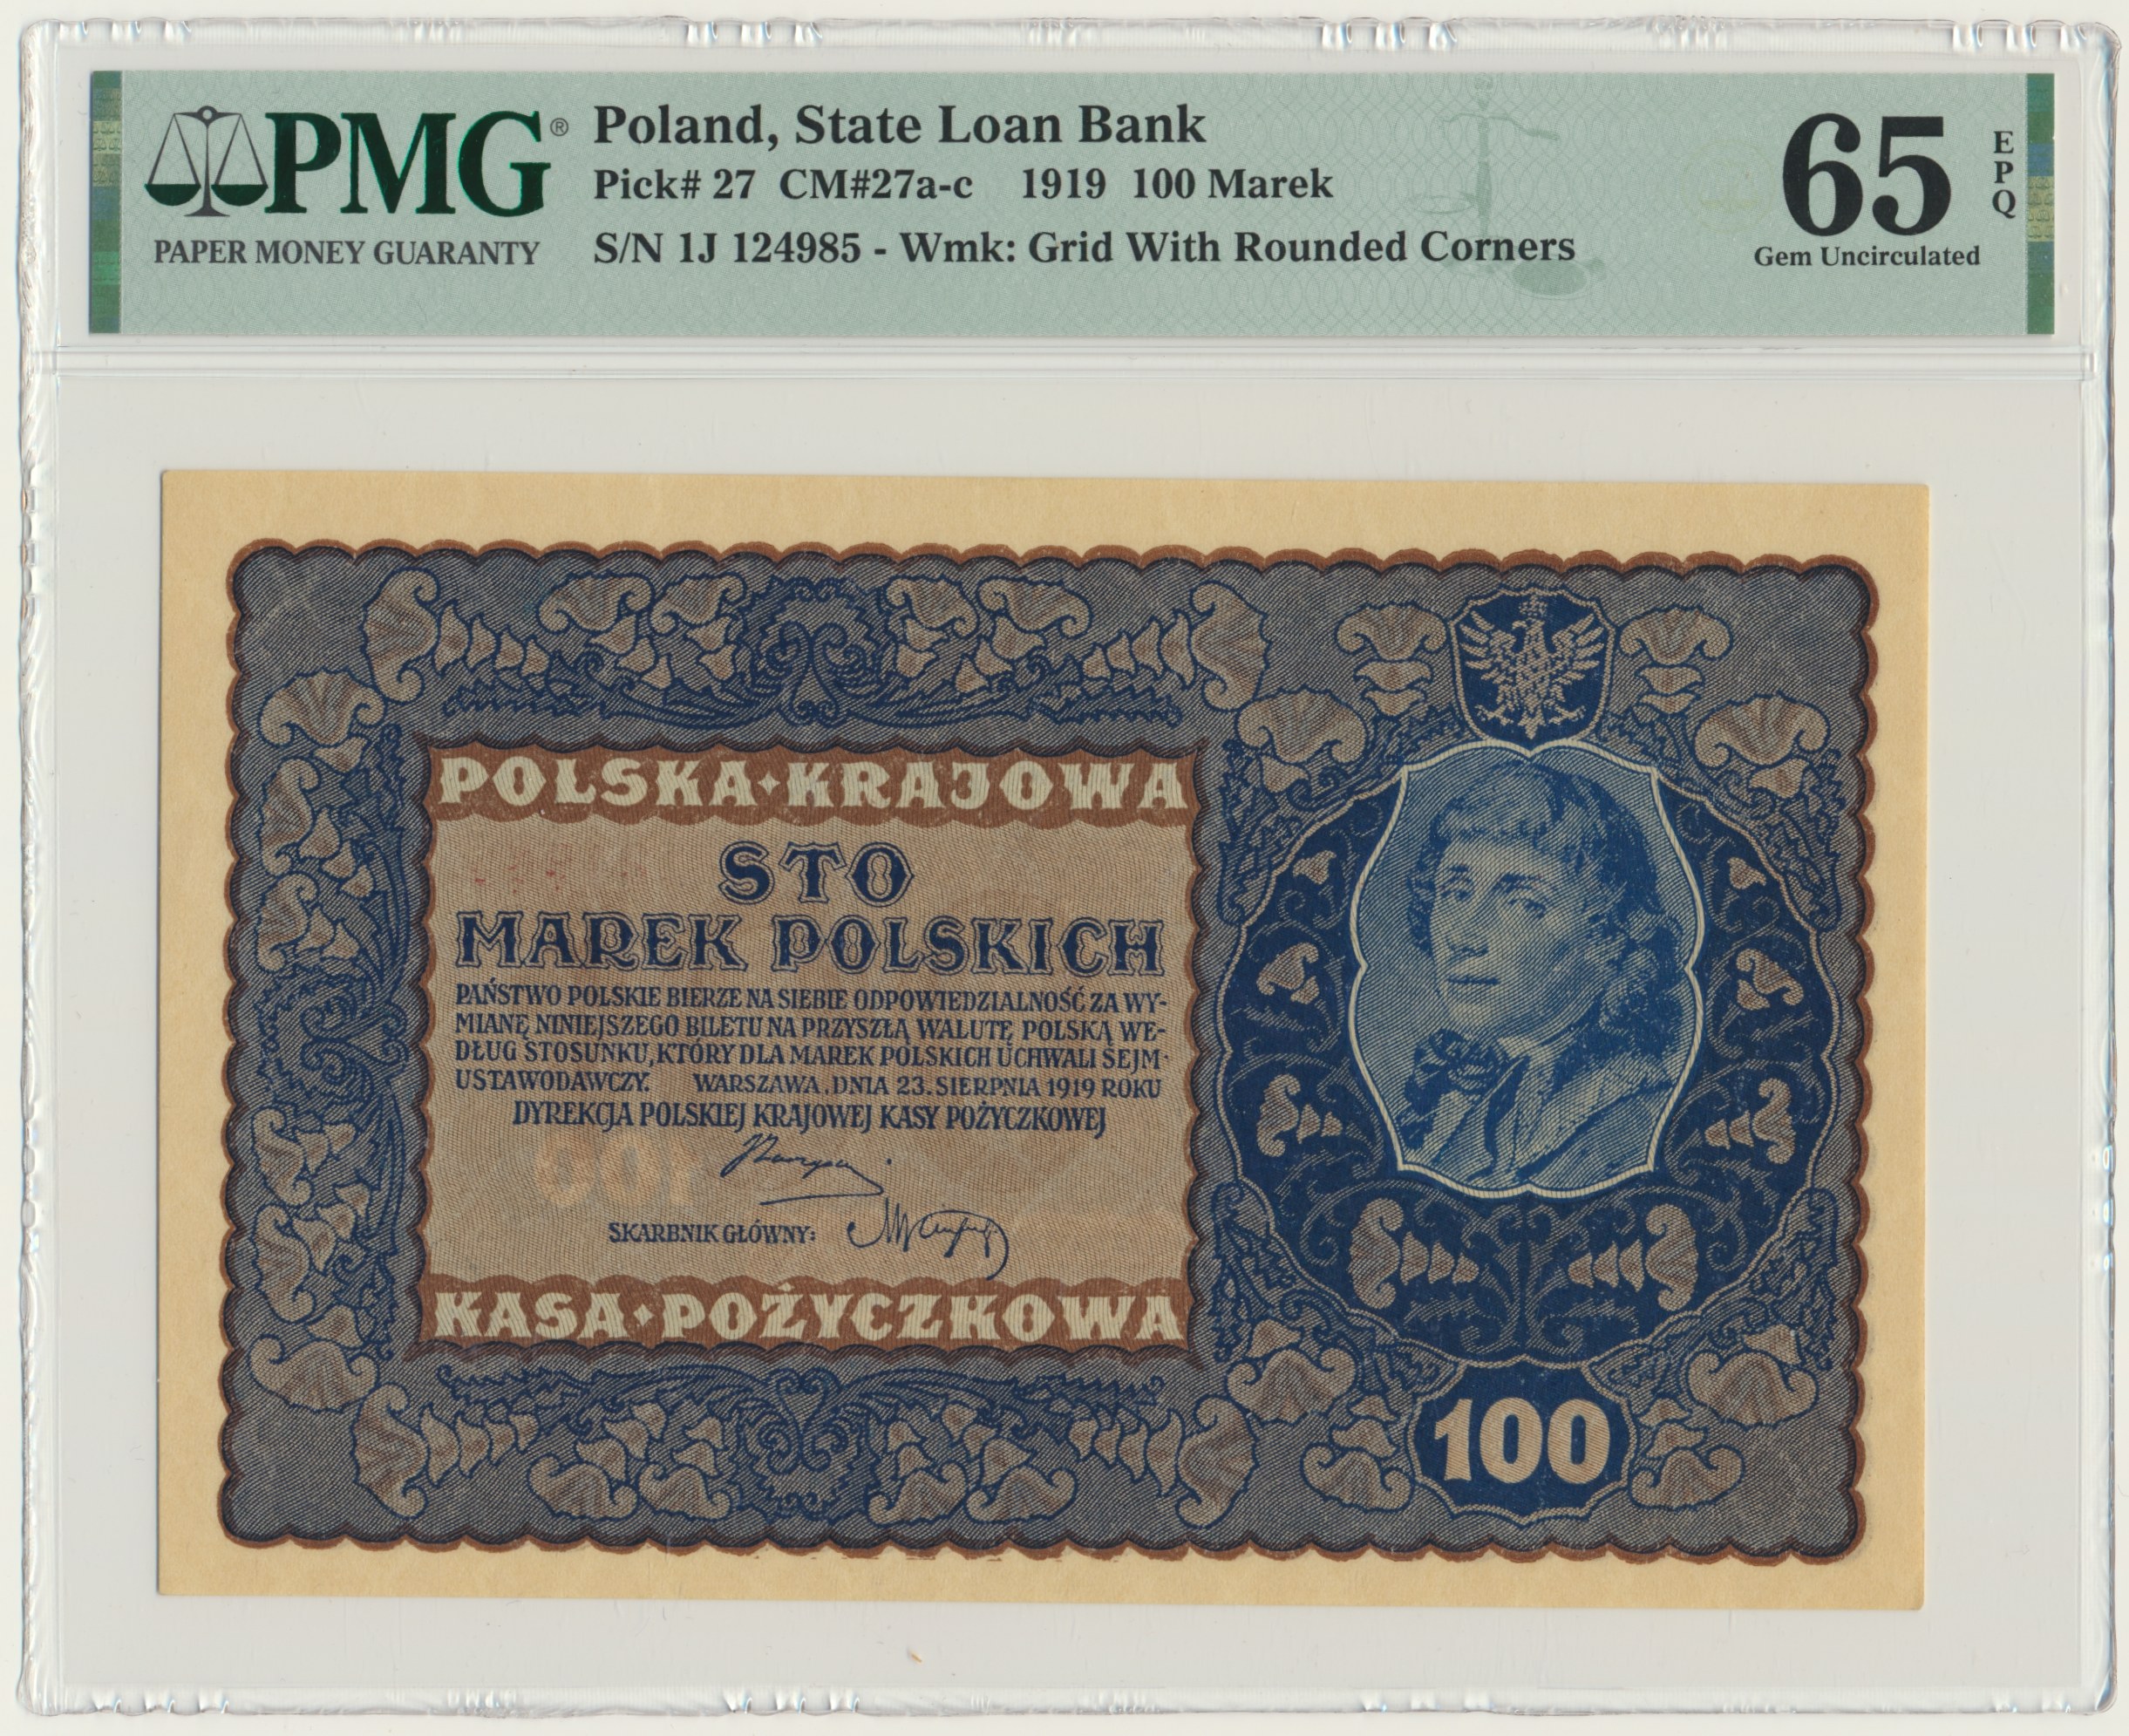 PMG®
PAPER MONEY GUARANTY
Poland, State Loan Bank
Pick# 27 CM#27a-c 1919 100 Marek
S/N 1J 124985 - Wmk: Grid With Rounded Corners
65
EPQ
Gem Uncirculated
POLSKA⬩KRAJOWA
STO
MAREK POLSKICH
PAŃSTWO POLSKIE BIERZE NA SIEBIE ODPOWIEDZIALNOŚĆ ZA WY-
MIANĘ NINIEJSZEGO BILETU NA PRZYSZŁĄ WALUTĘ POLSKĄ WE-
DŁUG STOSUNKU, KTÓRY DLA MAREK POLSKICH UCHWALI SEJM
USTAWODAWCZY. WARSZAWA, DNIA 23. SIERPNIA 1919 ROKU
DYREKCJA POLSKIEJ KRAJOWEJ KASY POŻYCZKOWEJ
SKARBNIK GŁÓWNY:
KASA⬩POŻYCZKOWA
100